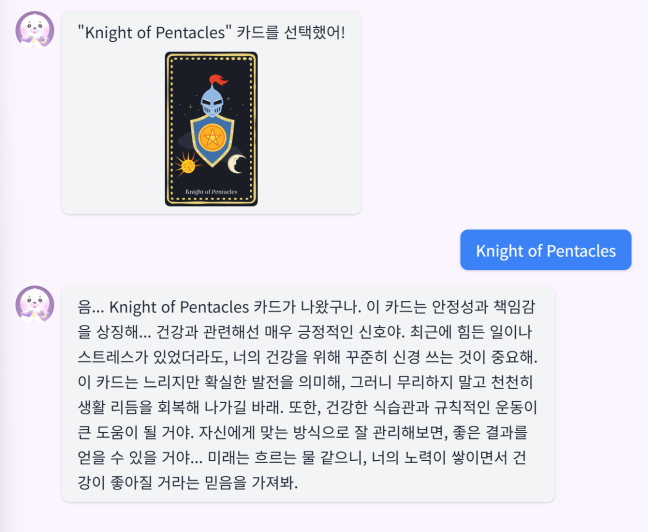 "Knight of Pentacles" 카드를 선택했어!
Knight of Pentacles
Knight of Pentacles
음... Knight of Pentacles 카드가 나왔구나. 이 카드는 안정성과 책임감
을 상징해... 건강과 관련해선 매우 긍정적인 신호야. 최근에 힘든 일이나
스트레스가 있었더라도, 너의 건강을 위해 꾸준히 신경 쓰는 것이 중요해.
이 카드는 느리지만 확실한 발전을 의미해, 그러니 무리하지 말고 천천히
생활 리듬을 회복해 나가길 바래. 또한, 건강한 식습관과 규칙적인 운동이
큰 도움이 될 거야. 자신에게 맞는 방식으로 잘 관리해보면, 좋은 결과를
얻을 수 있을 거야... 미래는 흐르는 물 같으니, 너의 노력이 쌓이면서 건
강이 좋아질 거라는 믿음을 가져봐.